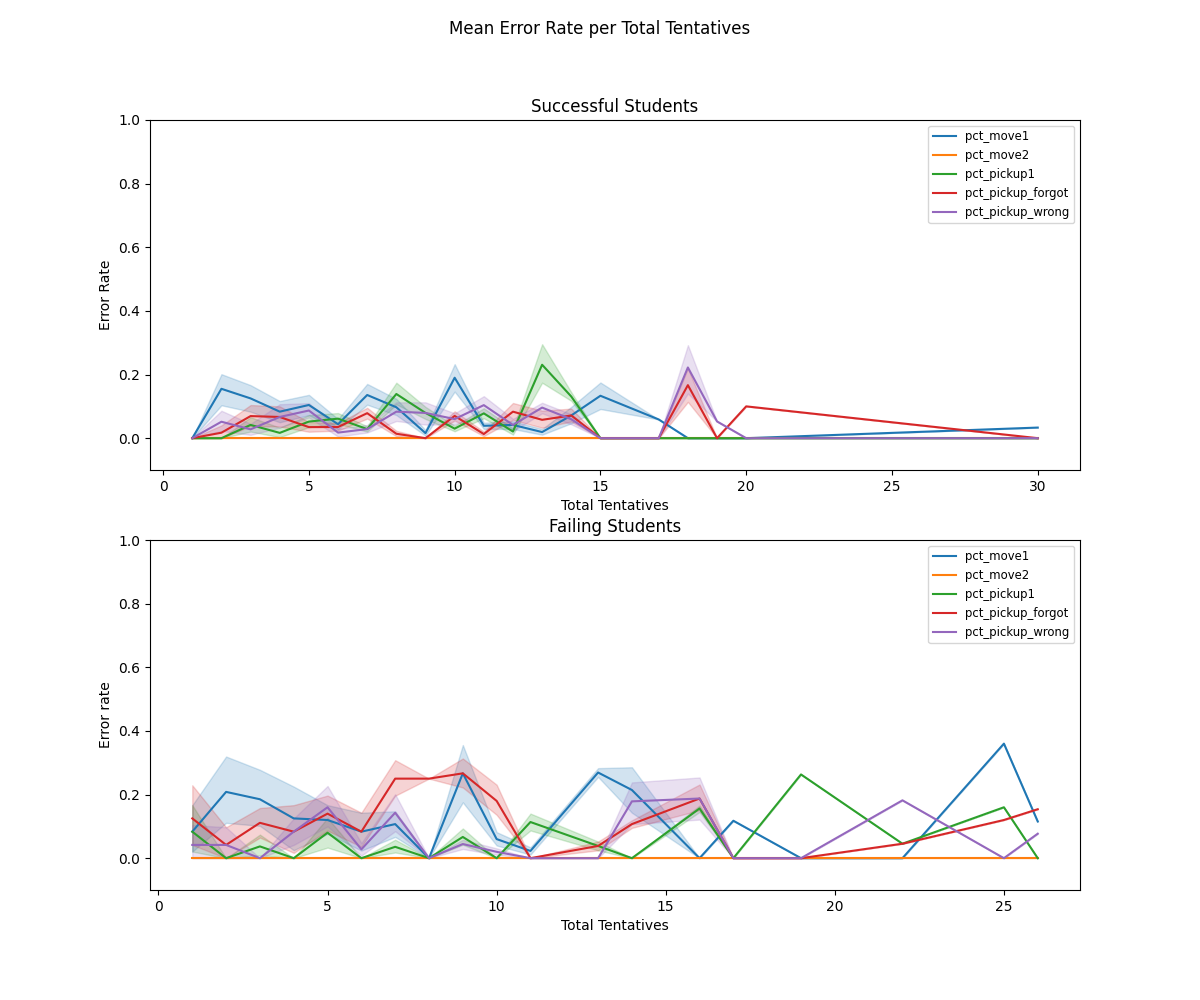 Mean Error Rate per Total Tentatives
Successful Students
1.0
0.8
0.6
0.4
0.2
0.0
Error Rate
pct_move1
pct_move2
pct_pickup1
pct_pickup_forgot
pct_pickup_wrong
0 5 10 15 20 25 30
Total Tentatives
Failing Students
1.0
0.8
0.6
0.4
0.2
0.0
Error rate
pct_move1
pct_move2
pct_pickup1
pct_pickup_forgot
pct_pickup_wrong
0 5 10 15 20 25
Total Tentatives